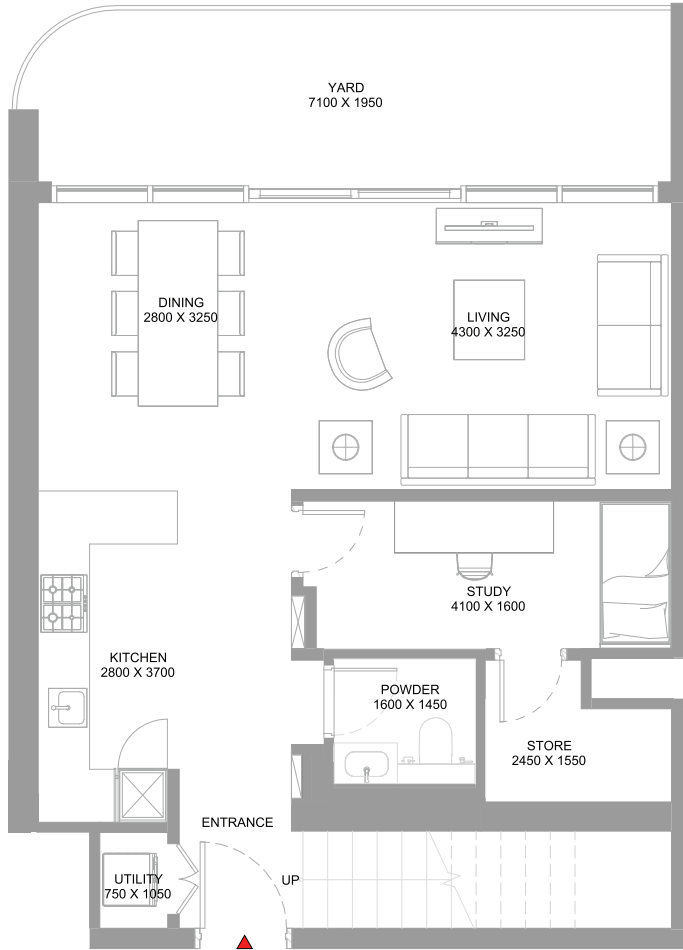 YARD
7100 X 1950
DINING
2800 X 3250
LIVING
4300 X 3250
STUDY
4100 X 1600
KITCHEN
2800 X 3700
POWDER
1600 X 1450
STORE
2450 X 1550
ENTRANCE
UP
UTILITY
750 X 1050